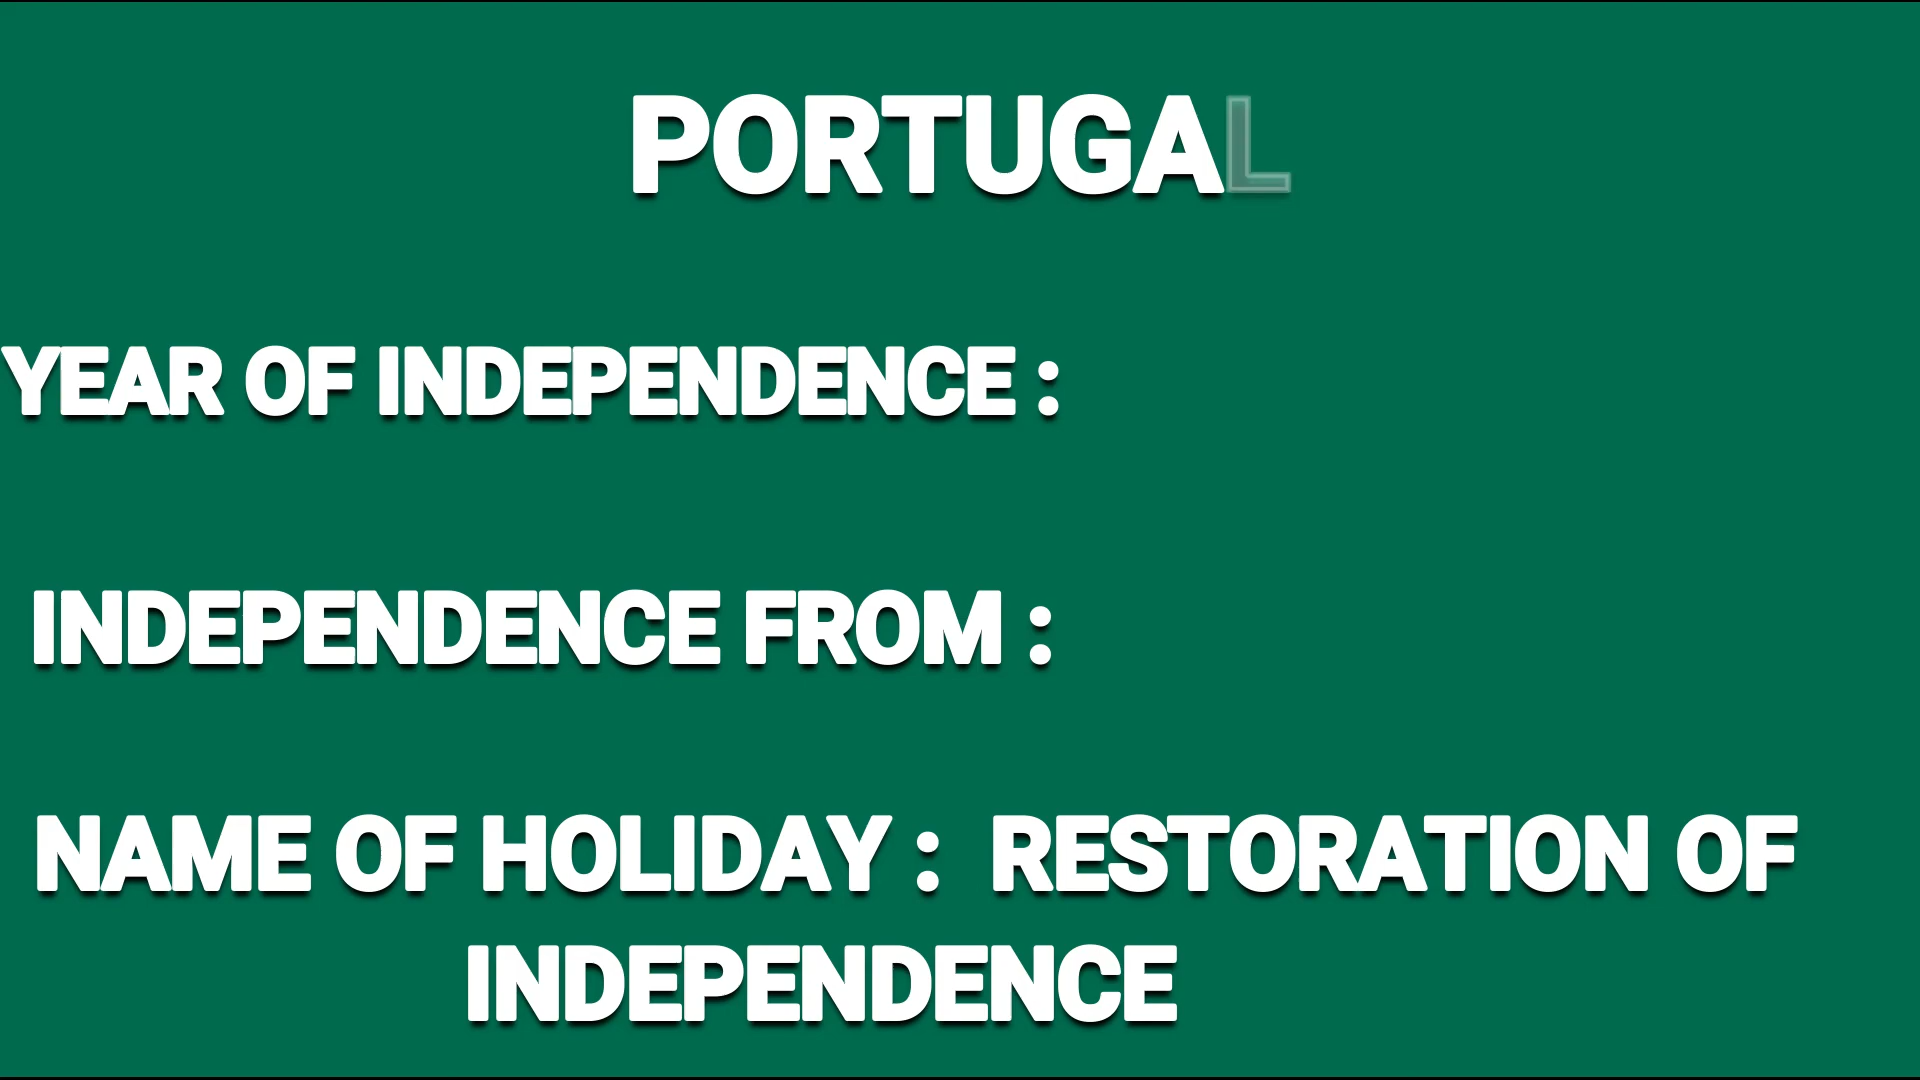 PORTUGAL
YEAR OF INDEPENDENCE :
INDEPENDENCE FROM :
NAME OF HOLIDAY : RESTORATION OF
INDEPENDENCE